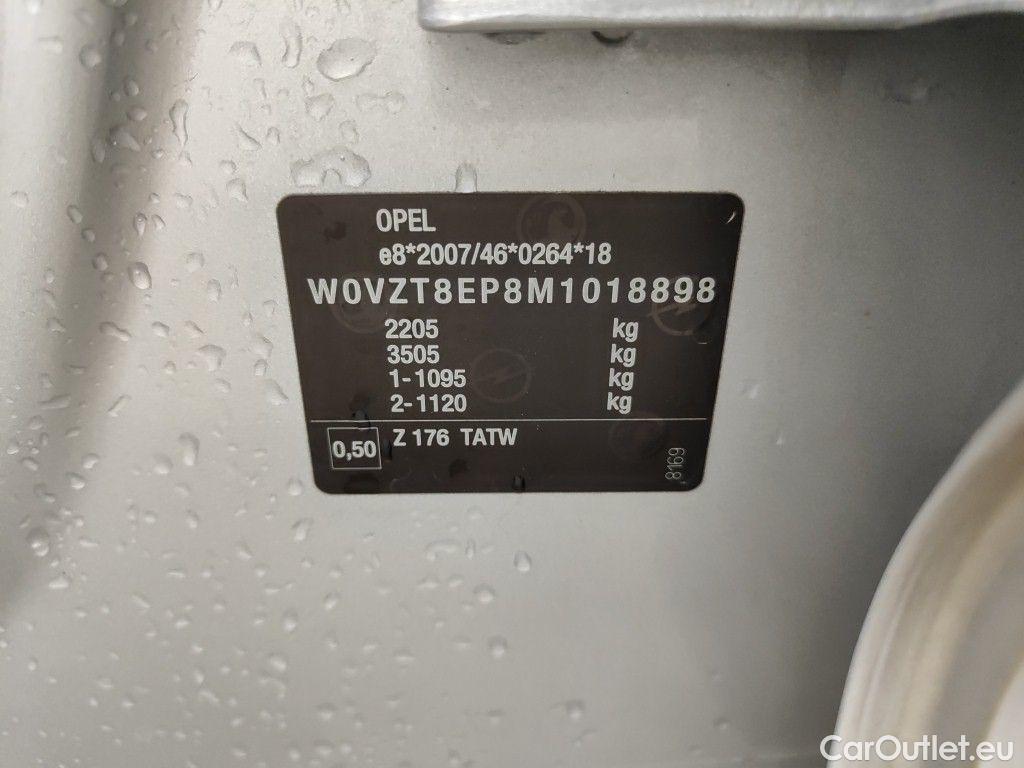 OPEL
e8*2007/46*0264*18
W0VZT8EP8M1018898
2205 kg
3505 kg
1-1095 kg
2-1120 kg
0,50 Z 176 TATW
8169
CarOutlet.eu